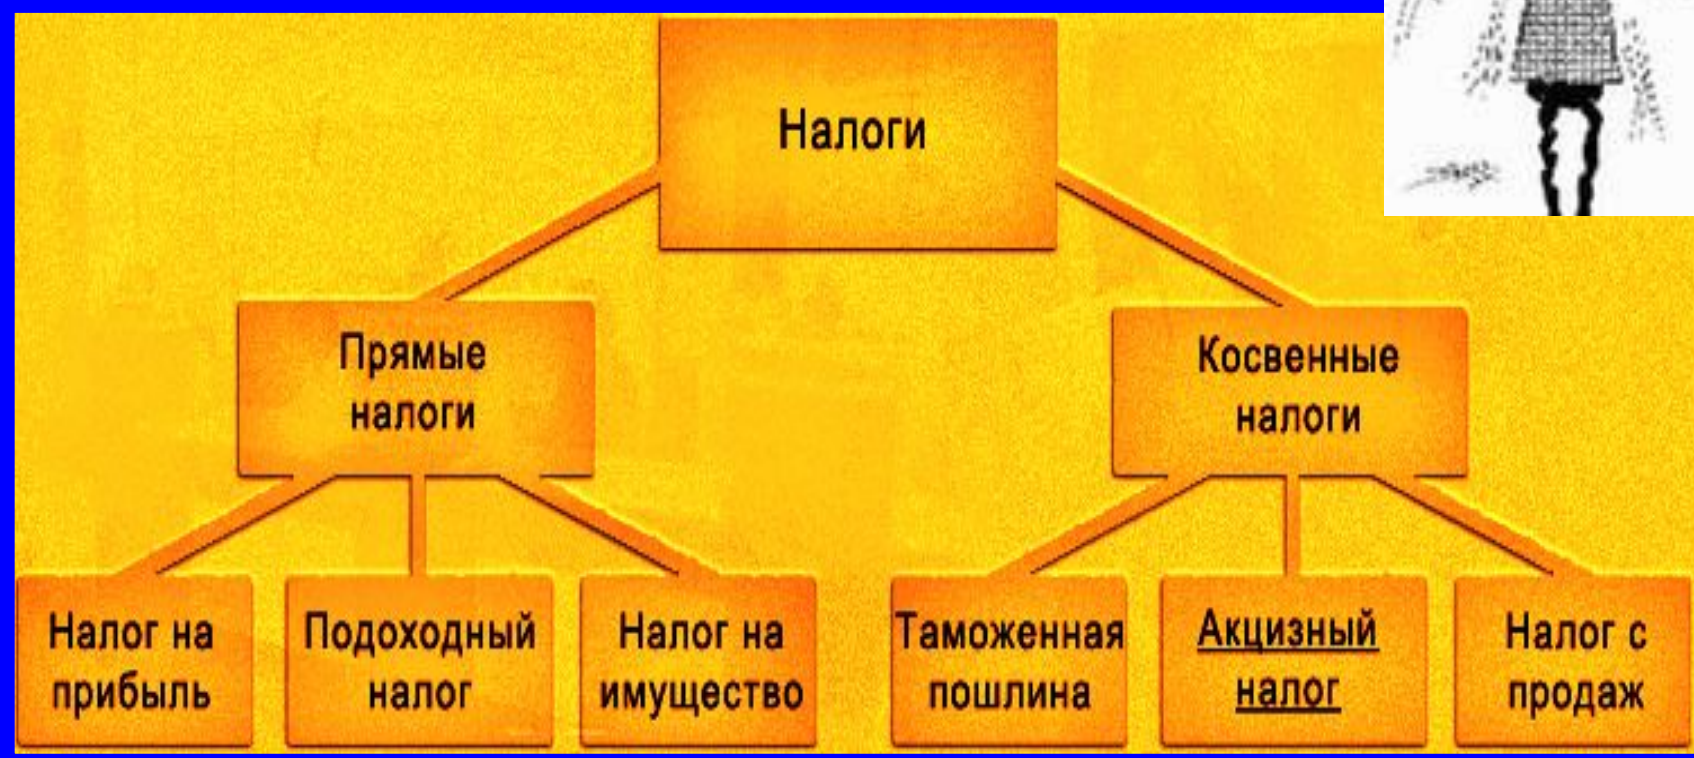 Налоги
Прямые
налоги
Косвенные
налоги
Налог на
прибыль
Подоходный
налог
Налог на
имущество
Таможенная
пошлина
Акцизный
налог
Налог с
продаж